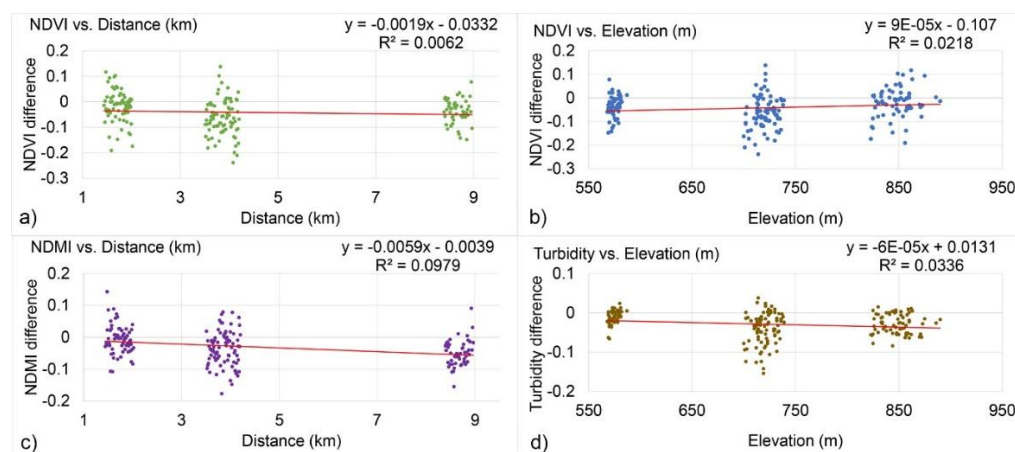 NDVI vs. Distance (km)
y = -0.0019x - 0.0332
R² = 0.0062
0.2
0.1
0
-0.1
-0.2
-0.3
NDVI difference
1
3
5
7
9
Distance (km)
a)
NDVI vs. Elevation (m)
y = 9E-05x - 0.107
R² = 0.0218
0.2
0.1
0
-0.1
-0.2
-0.3
NDVI difference
550
650
750
850
950
Elevation (m)
b)
NDMI vs. Distance (km)
y = -0.0059x - 0.0039
R² = 0.0979
0.2
0.1
0
-0.1
-0.2
NDMI difference
1
3
5
7
9
Distance (km)
c)
Turbidity vs. Elevation (m)
y = -6E-05x + 0.0131
R² = 0.0336
0.1
0
-0.1
-0.2
Turbidity difference
550
650
750
850
950
Elevation (m)
d)